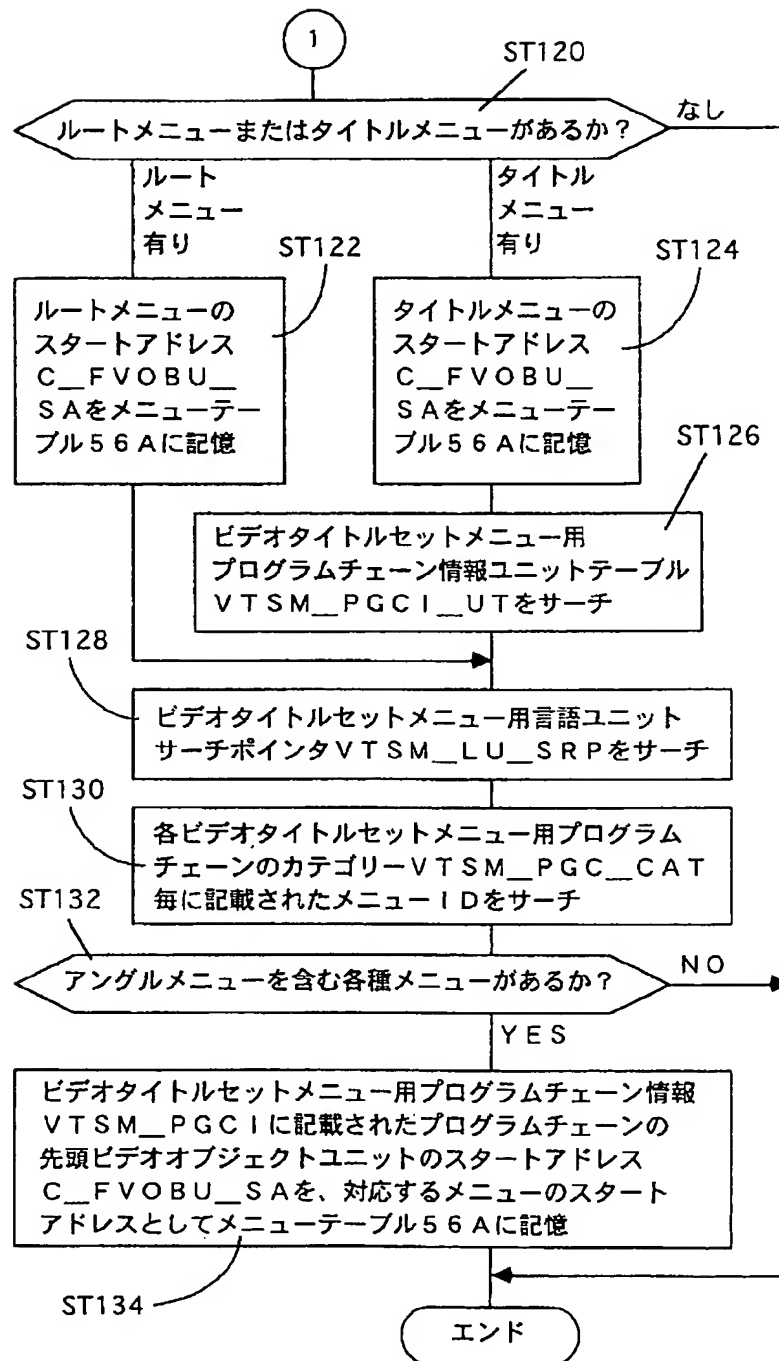 1
ST120
ルートメニューまたはタイトルメニューがあるか？
なし
ルート
メニュー
有り
タイトル
メニュー
有り
ST122
ST124
ルートメニューの
スタートアドレス
Ｃ＿ＦＶＯＢＵ＿
ＳＡをメニューテー
ブル５６Ａに記憶
タイトルメニューの
スタートアドレス
Ｃ＿ＦＶＯＢＵ＿
ＳＡをメニューテー
ブル５６Ａに記憶
ST126
ビデオタイトルセットメニュー用
プログラムチェーン情報ユニットテーブル
ＶＴＳＭ＿ＰＧＣＩ＿ＵＴをサーチ
ST128
ビデオタイトルセットメニュー用言語ユニット
サーチポインタＶＴＳＭ＿ＬＵ＿ＳＲＰをサーチ
ST130
各ビデオタイトルセットメニュー用プログラム
チェーンのカテゴリーＶＴＳＭ＿ＰＧＣ＿ＣＡＴ
毎に記載されたメニューＩＤをサーチ
ST132
アングルメニューを含む各種メニューがあるか？
ＮＯ
ＹＥＳ
ビデオタイトルセットメニュー用プログラムチェーン情報
ＶＴＳＭ＿ＰＧＣＩに記載されたプログラムチェーンの
先頭ビデオオブジェクトユニットのスタートアドレス
Ｃ＿ＦＶＯＢＵ＿ＳＡを、対応するメニューのスタート
アドレスとしてメニューテーブル５６Ａに記憶
ST134
エンド